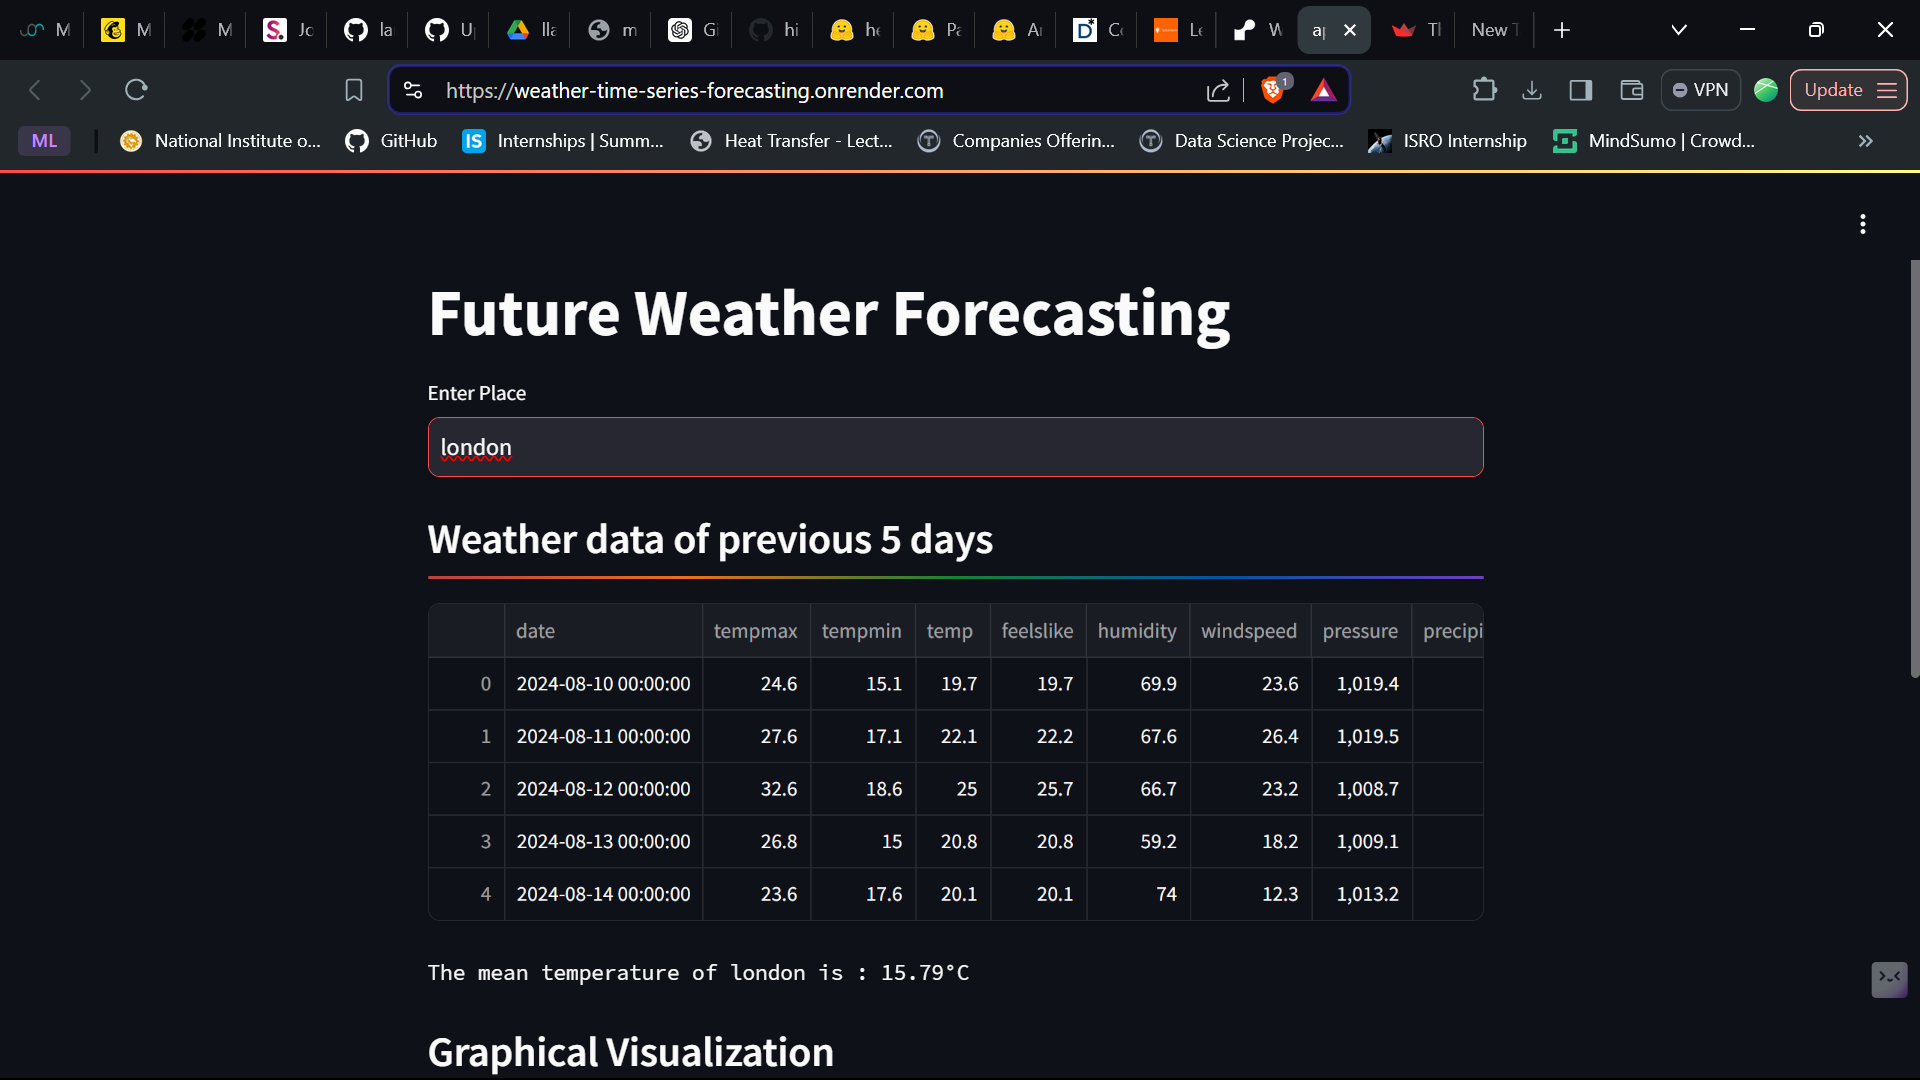 M M M Jc la U lla m Gi hi he Pa Ar Co Le W ap Tl New T
https://weather-time-series-forecasting.onrender.com 1 VPN Update
ML National Institute o... GitHub IS Internships | Summ... Heat Transfer - Lect... Companies Offerin... Data Science Projec... ISRO Internship MindSumo | Crowd...
Future Weather Forecasting
Enter Place
london
Weather data of previous 5 days
date tempmax tempmin temp feelslike humidity windspeed pressure precipi
0 2024-08-10 00:00:00 24.6 15.1 19.7 19.7 69.9 23.6 1,019.4
1 2024-08-11 00:00:00 27.6 17.1 22.1 22.2 67.6 26.4 1,019.5
2 2024-08-12 00:00:00 32.6 18.6 25 25.7 66.7 23.2 1,008.7
3 2024-08-13 00:00:00 26.8 15 20.8 20.8 59.2 18.2 1,009.1
4 2024-08-14 00:00:00 23.6 17.6 20.1 20.1 74 12.3 1,013.2
The mean temperature of london is : 15.79°C
Graphical Visualization